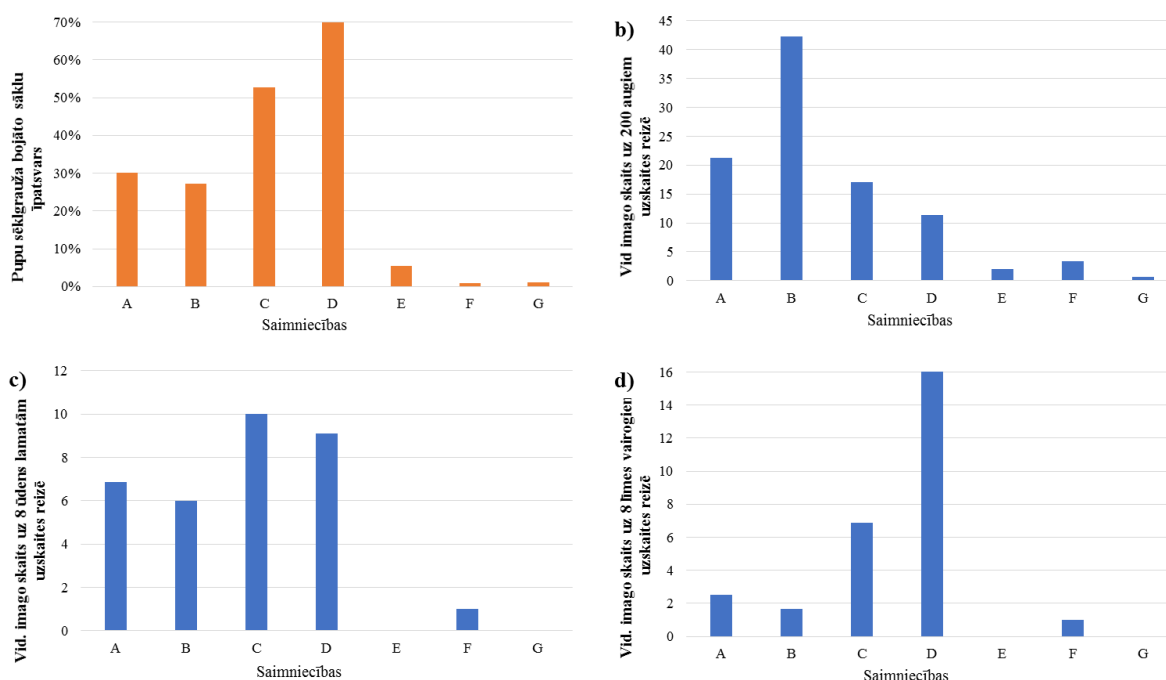 Pupu sēklgrauža bojāto sāklu
īpatsvars
70%
60%
50%
40%
30%
20%
10%
0%
A B C D E F G
Saimniecības
b)
Vid imago skaits uz 200 augiem
uzskaites reizē
45
40
35
30
25
20
15
10
5
0
A B C D E F G
Saimniecības
c)
Vid. imago skaits uz 8 ūdens lamatām
uzskaites reizē
12
10
8
6
4
2
0
A B C D E F G
Saimniecības
d)
Vid. imago skaits uz 8 līmes vairogiem
uzskaites reizē
16
14
12
10
8
6
4
2
0
A B C D E F G
Saimniecības